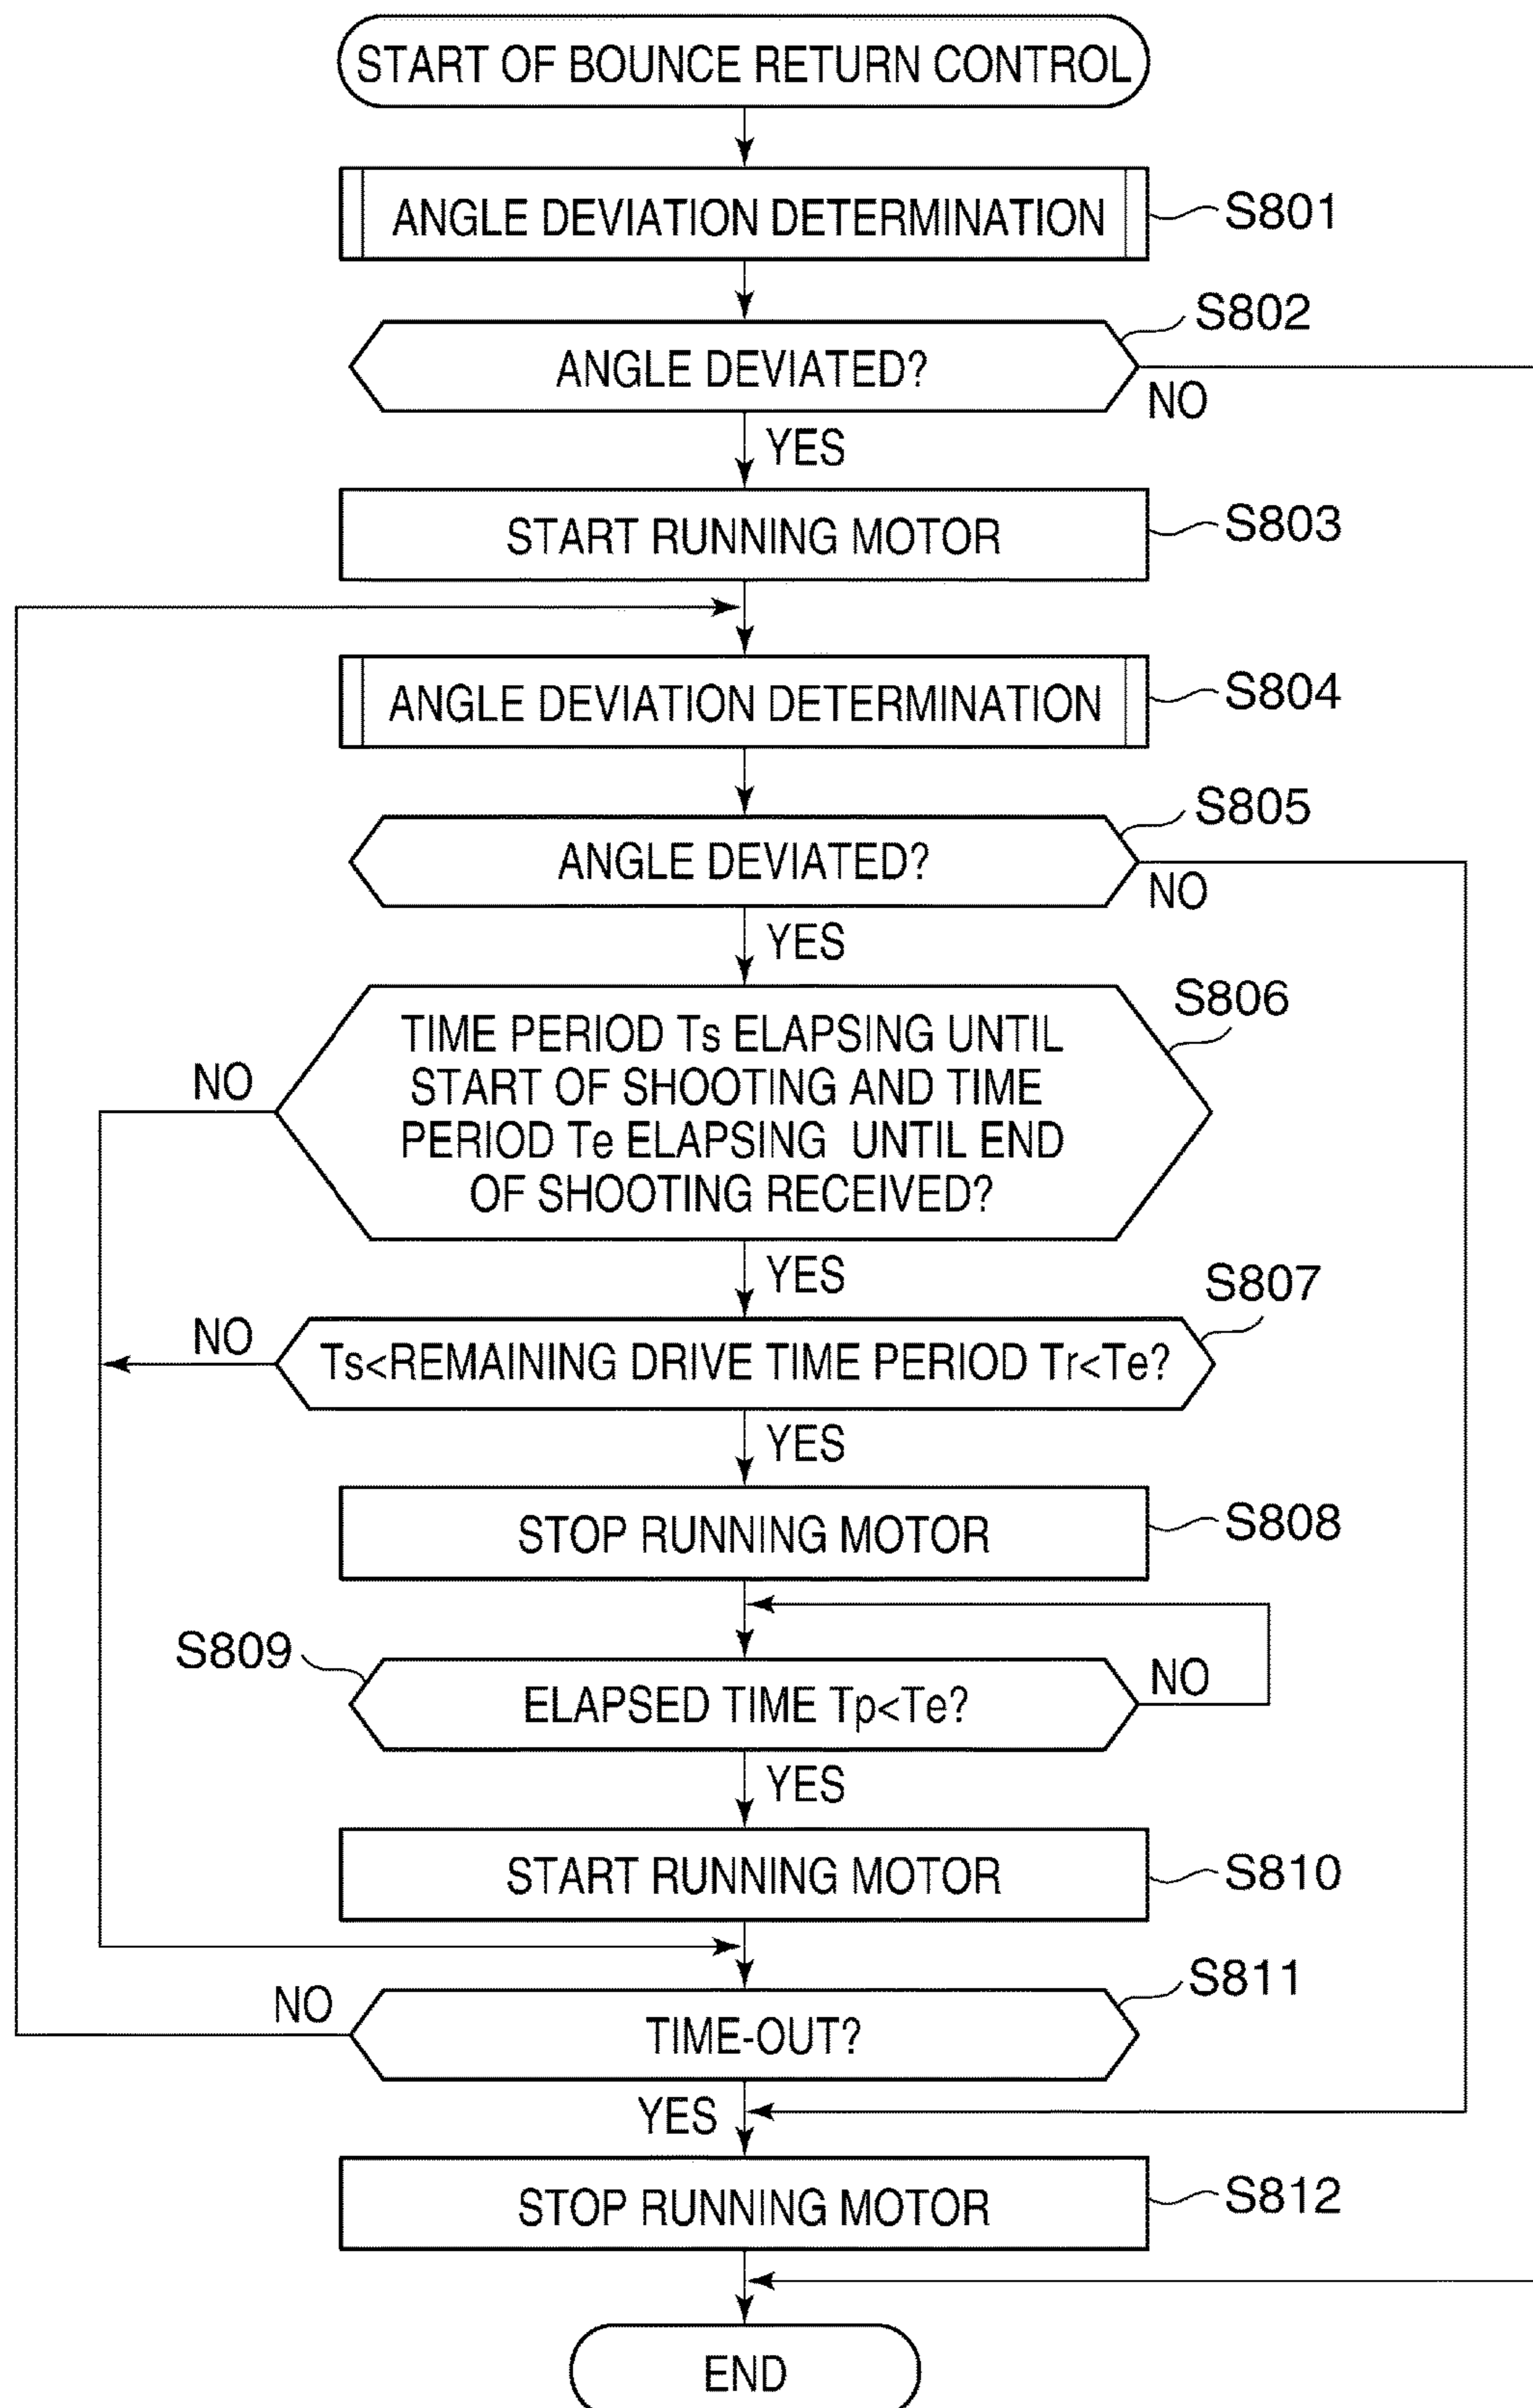 START OF BOUNCE RETURN CONTROL
ANGLE DEVIATION DETERMINATION
S801
S802
ANGLE DEVIATED?
NO
YES
START RUNNING MOTOR
S803
ANGLE DEVIATION DETERMINATION
S804
S805
ANGLE DEVIATED?
NO
YES
S806
TIME PERIOD Ts ELAPSING UNTIL
START OF SHOOTING AND TIME
PERIOD Te ELAPSING UNTIL END
OF SHOOTING RECEIVED?
NO
YES
S807
NO
Ts<REMAINING DRIVE TIME PERIOD Tr<Te?
YES
STOP RUNNING MOTOR
S808
S809
ELAPSED TIME Tp<Te?
NO
YES
START RUNNING MOTOR
S810
S811
NO
TIME-OUT?
YES
STOP RUNNING MOTOR
S812
END